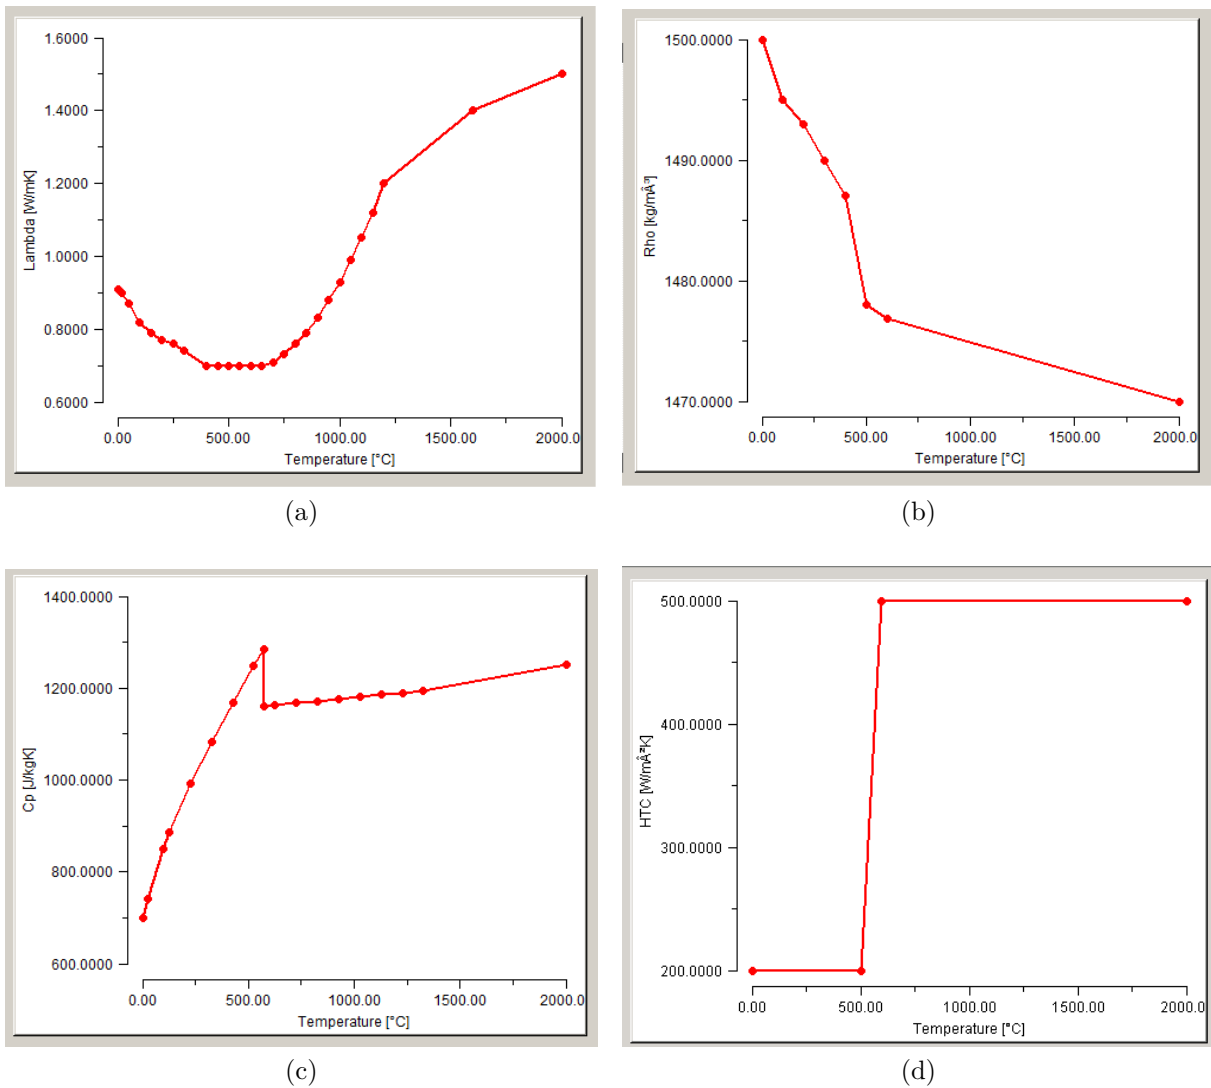 1.6000
1.4000
1.2000
1.0000
0.8000
0.6000
Lambda [W/mK]
0.00 500.00 1000.00 1500.00 2000.0
Temperature [°C]
(a)
1500.0000
1490.0000
1480.0000
1470.0000
Rho [kg/mÂ³]
0.00 500.00 1000.00 1500.00 2000.0
Temperature [°C]
(b)
1400.0000
1200.0000
1000.0000
800.0000
600.0000
Cp [J/kgK]
0.00 500.00 1000.00 1500.00 2000.0
Temperature [°C]
(c)
500.0000
400.0000
300.0000
200.0000
HTC [W/mÂ²K]
0.00 500.00 1000.00 1500.00 2000.0
Temperature [°C]
(d)